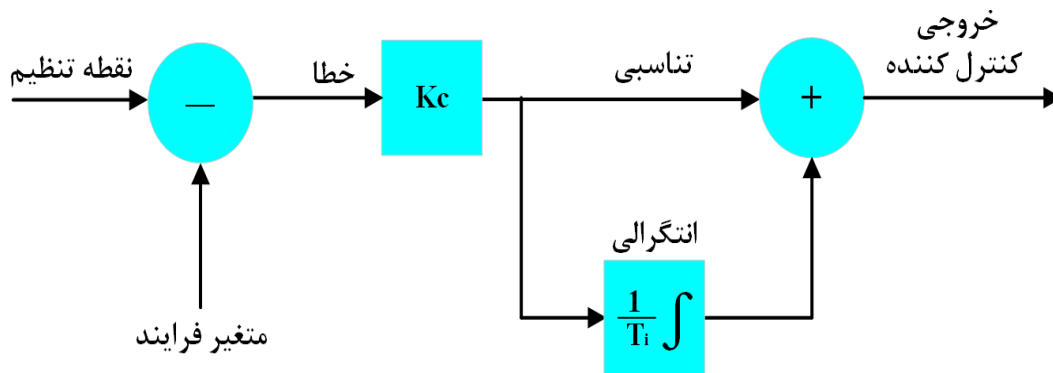 نقطه تنظیم
—
خطا
Kc
تناسبی
+
خروجی
کنترل کننده
انتگرالی
1/Ti ∫
متغیر فرایند